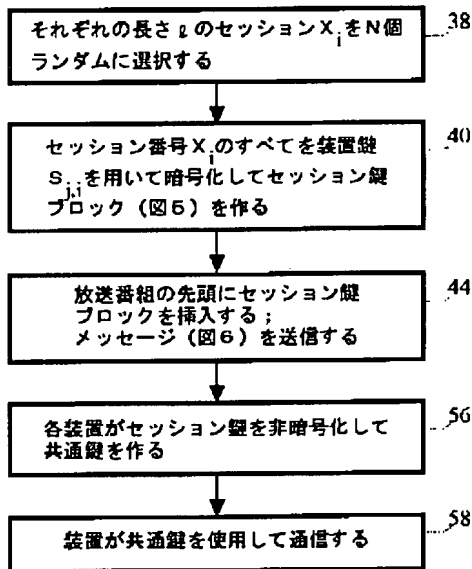 それぞれの長さℓのセッションXiをN個
ランダムに選択する
38
セッション番号Xiのすべてを装置鍵
Sj,iを用いて暗号化してセッション鍵
ブロック(図5)を作る
40
放送番組の先頭にセッション鍵
ブロックを挿入する;
メッセージ(図6)を送信する
44
各装置がセッション鍵を非暗号化して
共通鍵を作る
56
装置が共通鍵を使用して通信する
58